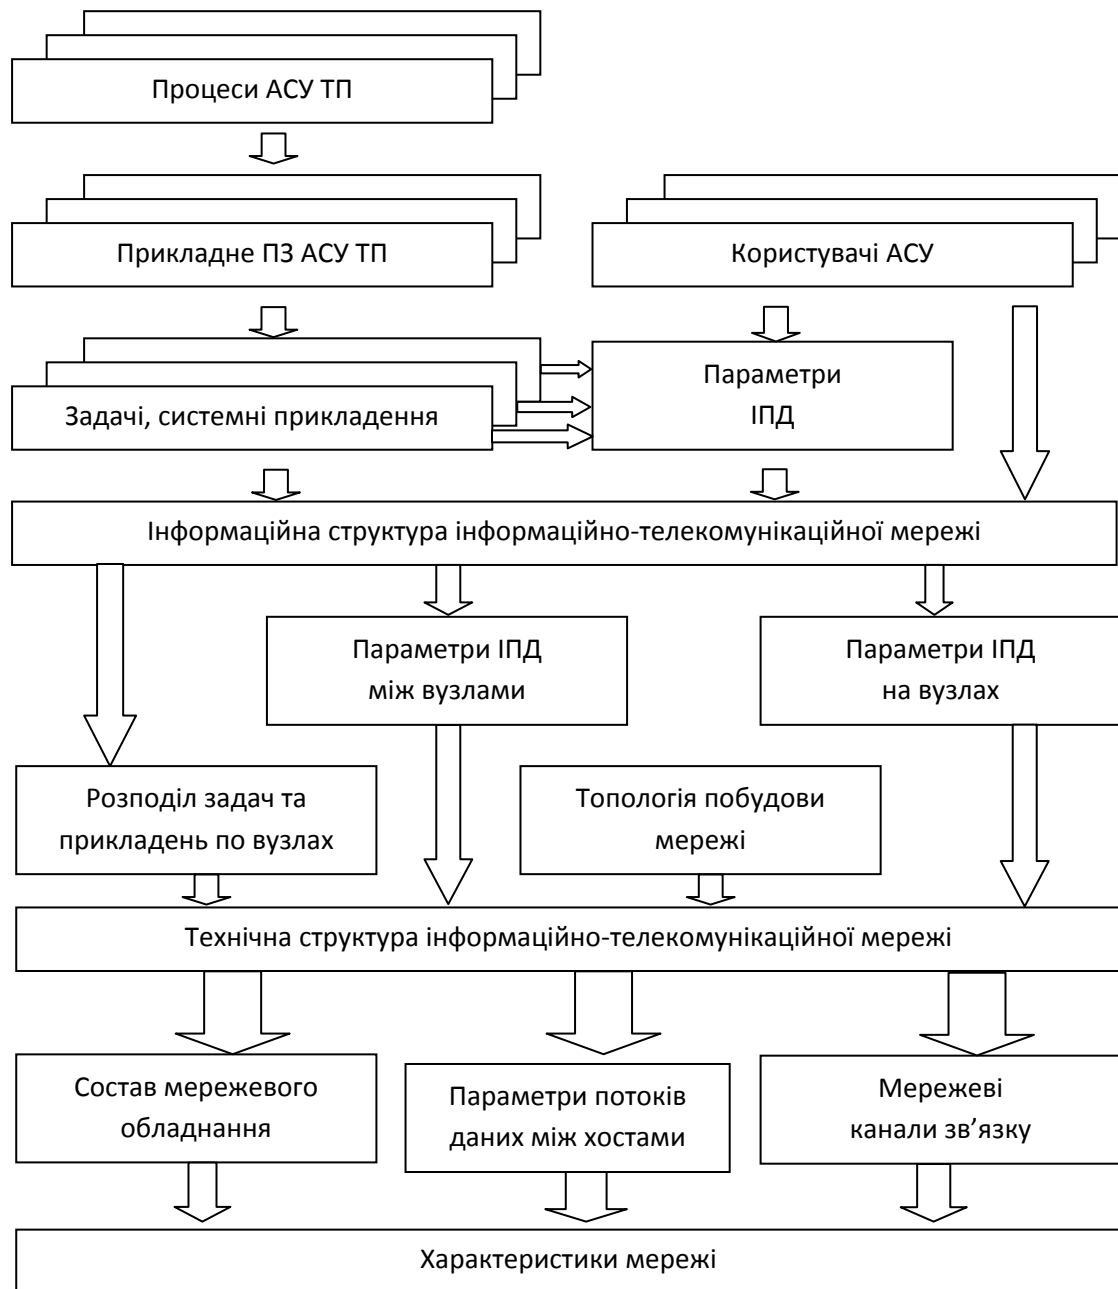 Процеси АСУ ТП
Прикладне ПЗ АСУ ТП
Користувачі АСУ
Задачі, системні прикладення
Параметри
ІПД
Інформаційна структура інформаційно-телекомунікаційної мережі
Параметри ІПД
між вузлами
Параметри ІПД
на вузлах
Розподіл задач та
прикладень по вузлах
Топологія побудови
мережі
Технічна структура інформаційно-телекомунікаційної мережі
Состав мережевого
обладнання
Параметри потоків
даних між хостами
Мережеві
канали зв’язку
Характеристики мережі